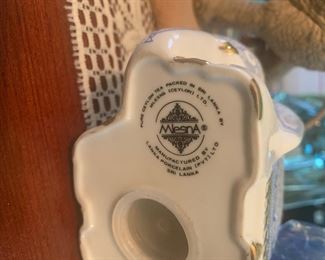 PURE CEYLON TEA PACKED IN SRI LANKA BY
MLESNA (CEYLON) LTD.
MlesnA ®
MANUFACTURED BY
LANKA PORCELAIN (PVT) LTD.
SRI LANKA